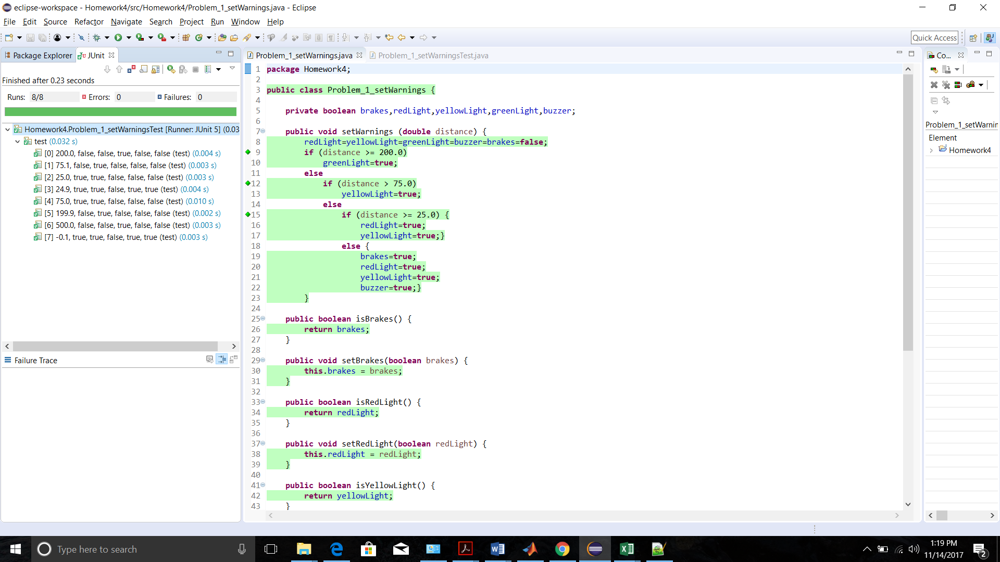 eclipse-workspace - Homework4/src/Homework4/Problem_1_setWarnings.java - Eclipse
File Edit Source Refactor Navigate Search Project Run Window Help
Quick Access
Package Explorer JUnit
Finished after 0.23 seconds
Runs: 8/8 Errors: 0 Failures: 0
Homework4.Problem_1_setWarningsTest [Runner: JUnit 5] (0.03
test (0.032 s)
[0] 200.0, false, false, true, false, false (test) (0.004 s)
[1] 75.1, false, true, false, false, false (test) (0.003 s)
[2] 25.0, true, true, false, false, false (test) (0.003 s)
[3] 24.9, true, true, false, true, true (test) (0.004 s)
[4] 75.0, true, true, false, false, false (test) (0.010 s)
[5] 199.9, false, true, false, false, false (test) (0.002 s)
[6] 500.0, false, false, true, false, false (test) (0.003 s)
[7] -0.1, true, true, false, true, true (test) (0.003 s)
Failure Trace
Problem_1_setWarnings.java Problem_1_setWarningsTest.java
1 package Homework4;
2
3 public class Problem_1_setWarnings {
4
5 private boolean brakes,redLight,yellowLight,greenLight,buzzer;
6
7 public void setWarnings (double distance) {
8 redLight=yellowLight=greenLight=buzzer=brakes=false;
9 if (distance >= 200.0)
10 greenLight=true;
11 else
12 if (distance > 75.0)
13 yellowLight=true;
14 else
15 if (distance >= 25.0) {
16 redLight=true;
17 yellowLight=true;}
18 else {
19 brakes=true;
20 redLight=true;
21 yellowLight=true;
22 buzzer=true;}
23 }
24
25 public boolean isBrakes() {
26 return brakes;
27 }
28
29 public void setBrakes(boolean brakes) {
30 this.brakes = brakes;
31 }
32
33 public boolean isRedLight() {
34 return redLight;
35 }
36
37 public void setRedLight(boolean redLight) {
38 this.redLight = redLight;
39 }
40
41 public boolean isYellowLight() {
42 return yellowLight;
43 }
Co...
Problem_1_setWarnin
Element
Homework4
Type here to search
1:19 PM
11/14/2017
2